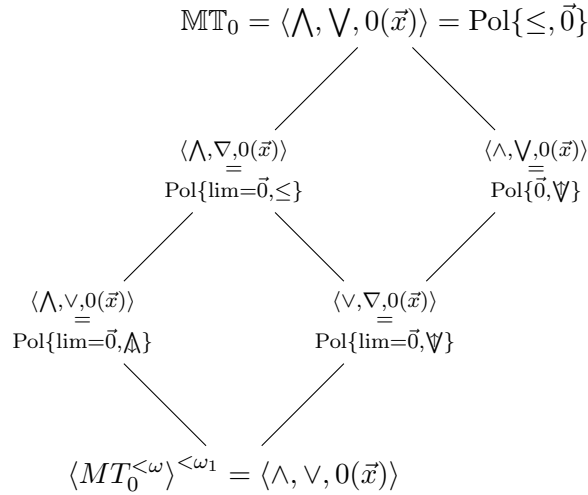 𝕄𝕋₀ = ⟨⋀, ⋁, 0(x⃗)⟩ = Pol{≤, 0⃗}
⟨⋀,∇,0(x⃗)⟩
=
Pol{lim=0⃗,≤}
⟨∧,⋁,0(x⃗)⟩
=
Pol{0⃗,⋁⃦}
⟨⋀,∨,0(x⃗)⟩
=
Pol{lim=0⃗,⋀⃦}
⟨∨,∇,0(x⃗)⟩
=
Pol{lim=0⃗,⋁⃦}
⟨MT₀^{<ω}⟩^{<ω₁} = ⟨∧, ∨, 0(x⃗)⟩